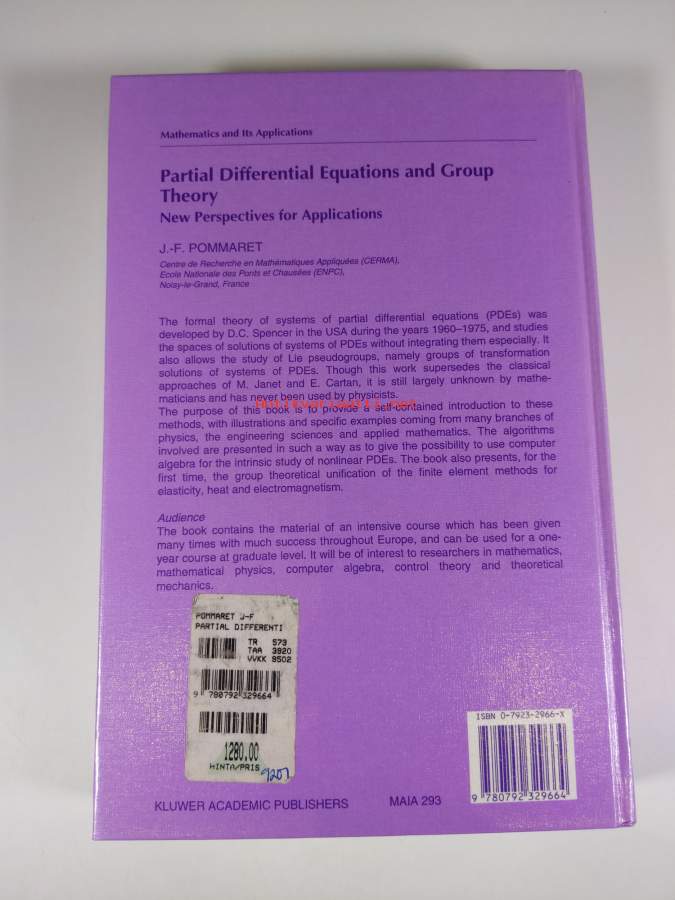 Mathematics and Its Applications
Partial Differential Equations and Group
Theory
New Perspectives for Applications
J.-F. POMMARET
Centre de Recherche en Mathématiques Appliquées (CERMA),
Ecole Nationale des Ponts et Chausées (ENPC),
Noisy-le-Grand, France
The formal theory of systems of partial differential equations (PDEs) was
developed by D.C. Spencer in the USA during the years 1960–1975, and studies
the spaces of solutions of systems of PDEs without integrating them especially. It
also allows the study of Lie pseudogroups, namely groups of transformation
solutions of systems of PDEs. Though this work supersedes the classical
approaches of M. Janet and E. Cartan, it is still largely unknown by mathe-
maticians and has never been used by physicists.
The purpose of this book is to provide a self-contained introduction to these
methods, with illustrations and specific examples coming from many branches of
physics, the engineering sciences and applied mathematics. The algorithms
involved are presented in such a way as to give the possibility to use computer
algebra for the intrinsic study of nonlinear PDEs. The book also presents, for the
first time, the group theoretical unification of the finite element methods for
elasticity, heat and electromagnetism.
Audience
The book contains the material of an intensive course which has been given
many times with much success throughout Europe, and can be used for a one-
year course at graduate level. It will be of interest to researchers in mathematics,
mathematical physics, computer algebra, control theory and theoretical
mechanics.
POMMARET J-F
PARTIAL DIFFERENTI
TR 573
TAA 3920
VVKK 9502
9 780792 329664
1280.00
HINTA/PRIS
9207
ISBN 0-7923-2966-X
9 780792 329664
KLUWER ACADEMIC PUBLISHERS MAIA 293